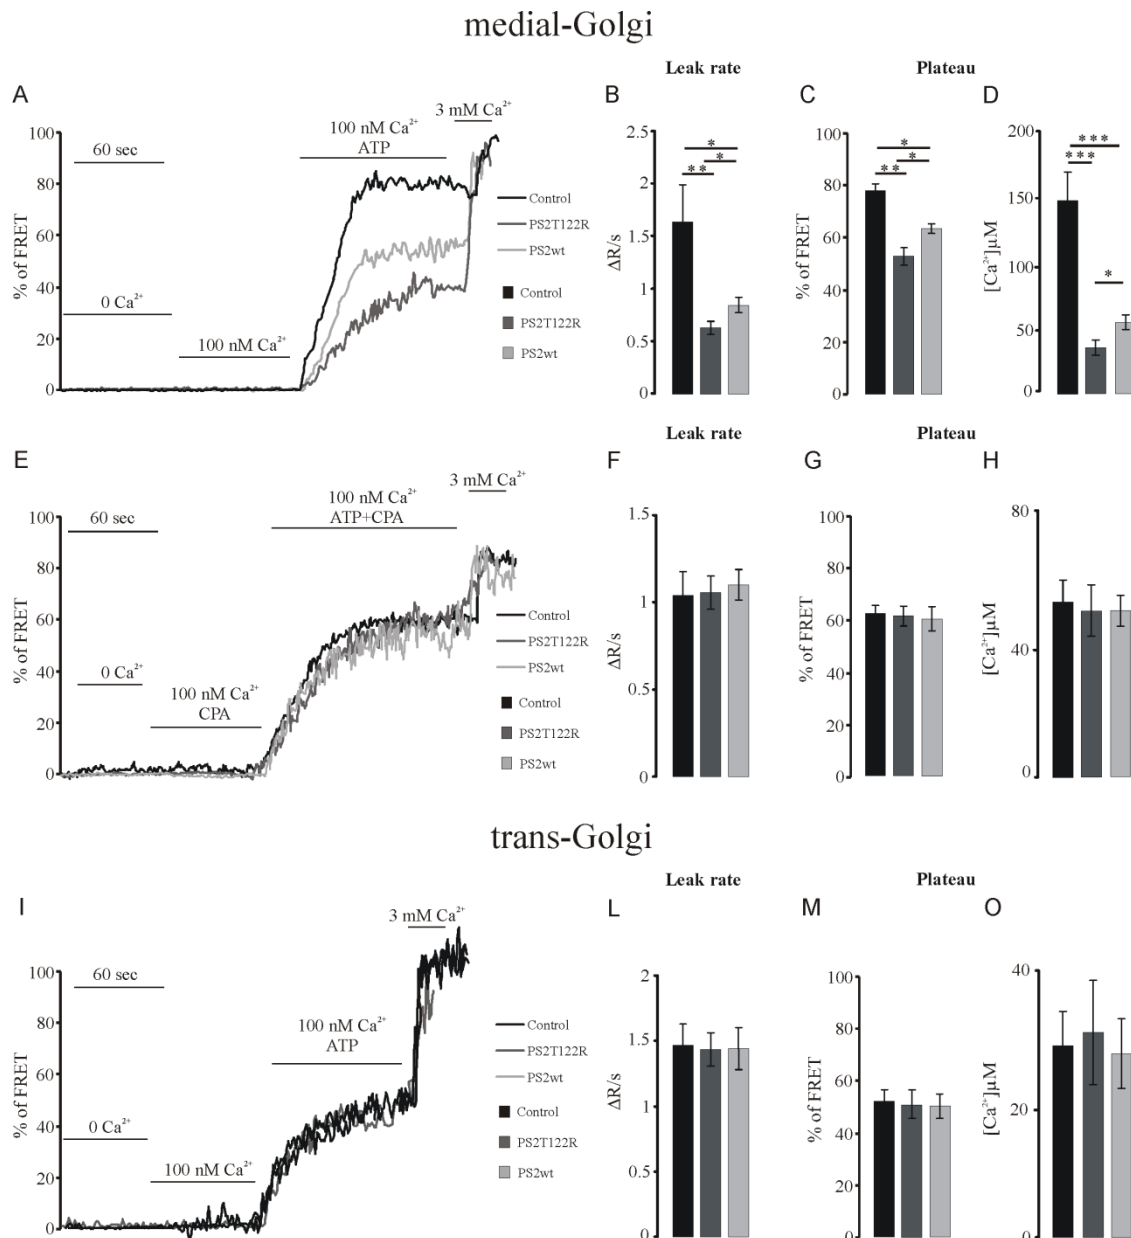 medial-Golgi
Leak rate
Plateau
A
B
C
D
3 mM Ca²⁺
100 nM Ca²⁺
ATP
60 sec
0 Ca²⁺
100 nM Ca²⁺
% of FRET
100
80
60
40
20
0
Control
PS2T122R
PS2wt
Control
PS2T122R
PS2wt
ΔR/s
2.5
2
1.5
1
0.5
0
*
**
*
% of FRET
100
80
60
40
20
0
*
**
*
[Ca²⁺]µM
200
150
100
50
0
***
***
*
Leak rate
Plateau
E
F
G
H
3 mM Ca²⁺
100 nM Ca²⁺
ATP+CPA
60 sec
0 Ca²⁺
100 nM Ca²⁺
CPA
% of FRET
100
80
60
40
20
0
Control
PS2T122R
PS2wt
Control
PS2T122R
PS2wt
ΔR/s
1.5
1
0.5
0
% of FRET
100
80
60
40
20
0
[Ca²⁺]µM
80
40
0
trans-Golgi
Leak rate
Plateau
I
L
M
O
3 mM Ca²⁺
100 nM Ca²⁺
ATP
60 sec
0 Ca²⁺
100 nM Ca²⁺
% of FRET
100
80
60
40
20
0
Control
PS2T122R
PS2wt
Control
PS2T122R
PS2wt
ΔR/s
2
1.5
1
0.5
0
% of FRET
100
80
60
40
20
0
[Ca²⁺]µM
40
20
0